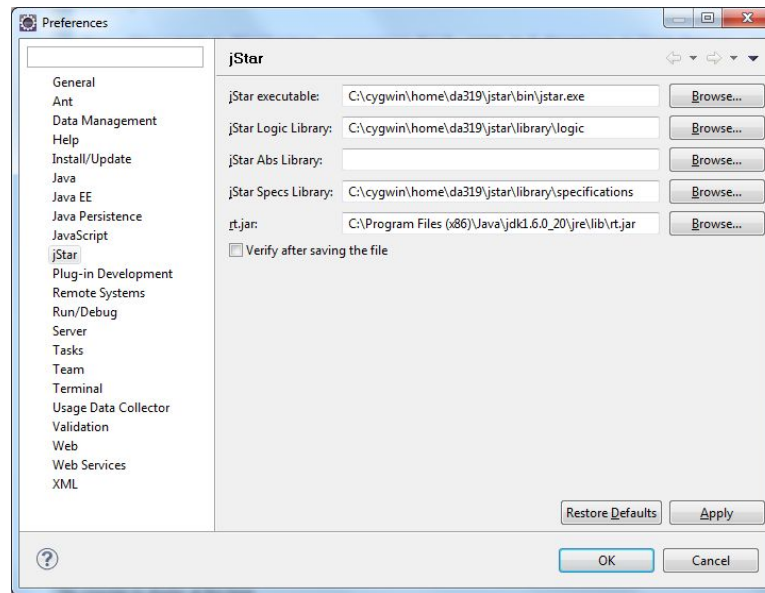 Preferences
jStar
General
Ant
Data Management
Help
Install/Update
Java
Java EE
Java Persistence
JavaScript
jStar
Plug-in Development
Remote Systems
Run/Debug
Server
Tasks
Team
Terminal
Usage Data Collector
Validation
Web
Web Services
XML
jStar executable: C:\cygwin\home\da319\jstar\bin\jstar.exe Browse...
jStar Logic Library: C:\cygwin\home\da319\jstar\library\logic Browse...
jStar Abs Library: Browse...
jStar Specs Library: C:\cygwin\home\da319\jstar\library\specifications Browse...
rt.jar: C:\Program Files (x86)\Java\jdk1.6.0_20\jre\lib\rt.jar Browse...
Verify after saving the file
Restore Defaults Apply
OK Cancel